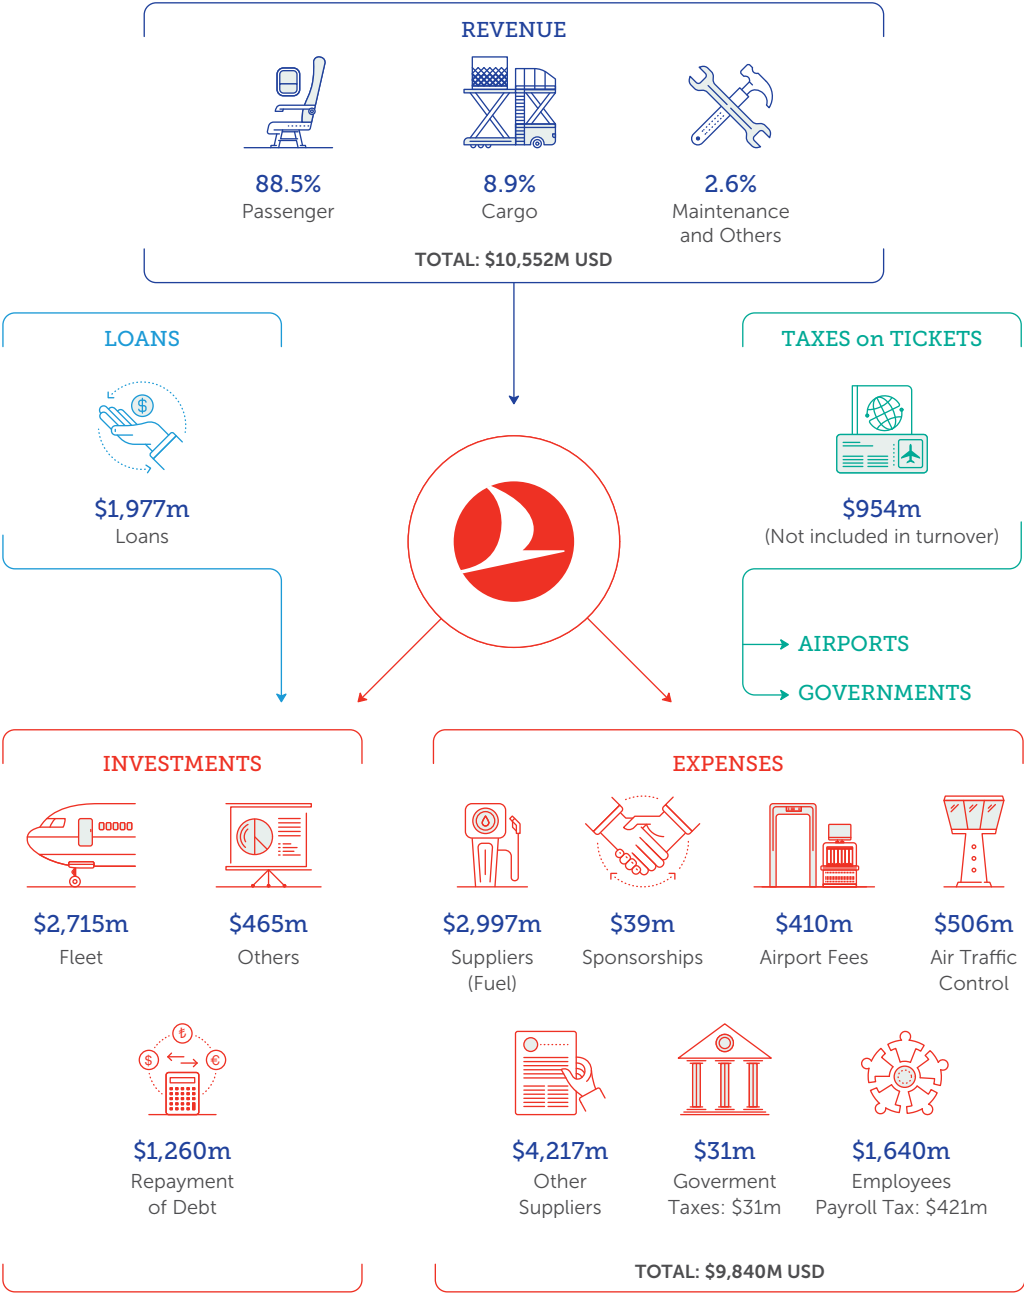 REVENUE
88.5%
Passenger
8.9%
Cargo
2.6%
Maintenance
and Others
TOTAL: $10,552M USD
LOANS
$
$1,977m
Loans
TAXES on TICKETS
$954m
(Not included in turnover)
AIRPORTS
GOVERNMENTS
INVESTMENTS
$2,715m
Fleet
$465m
Others
₺
$
€
$1,260m
Repayment
of Debt
EXPENSES
$2,997m
Suppliers
(Fuel)
$39m
Sponsorships
$410m
Airport Fees
$506m
Air Traffic
Control
$4,217m
Other
Suppliers
$31m
Goverment
Taxes: $31m
$1,640m
Employees
Payroll Tax: $421m
TOTAL: $9,840M USD